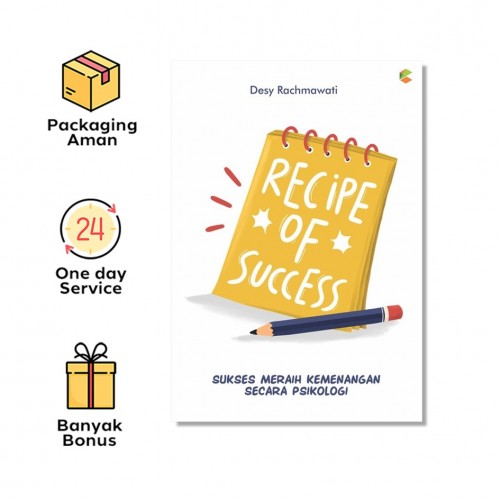 Packaging
Aman
24
One day
Service
Banyak
Bonus
Desy Rachmawati
RECIPE
OF
SUCCESS
SUKSES MERAIH KEMENANGAN
SECARA PSIKOLOGI